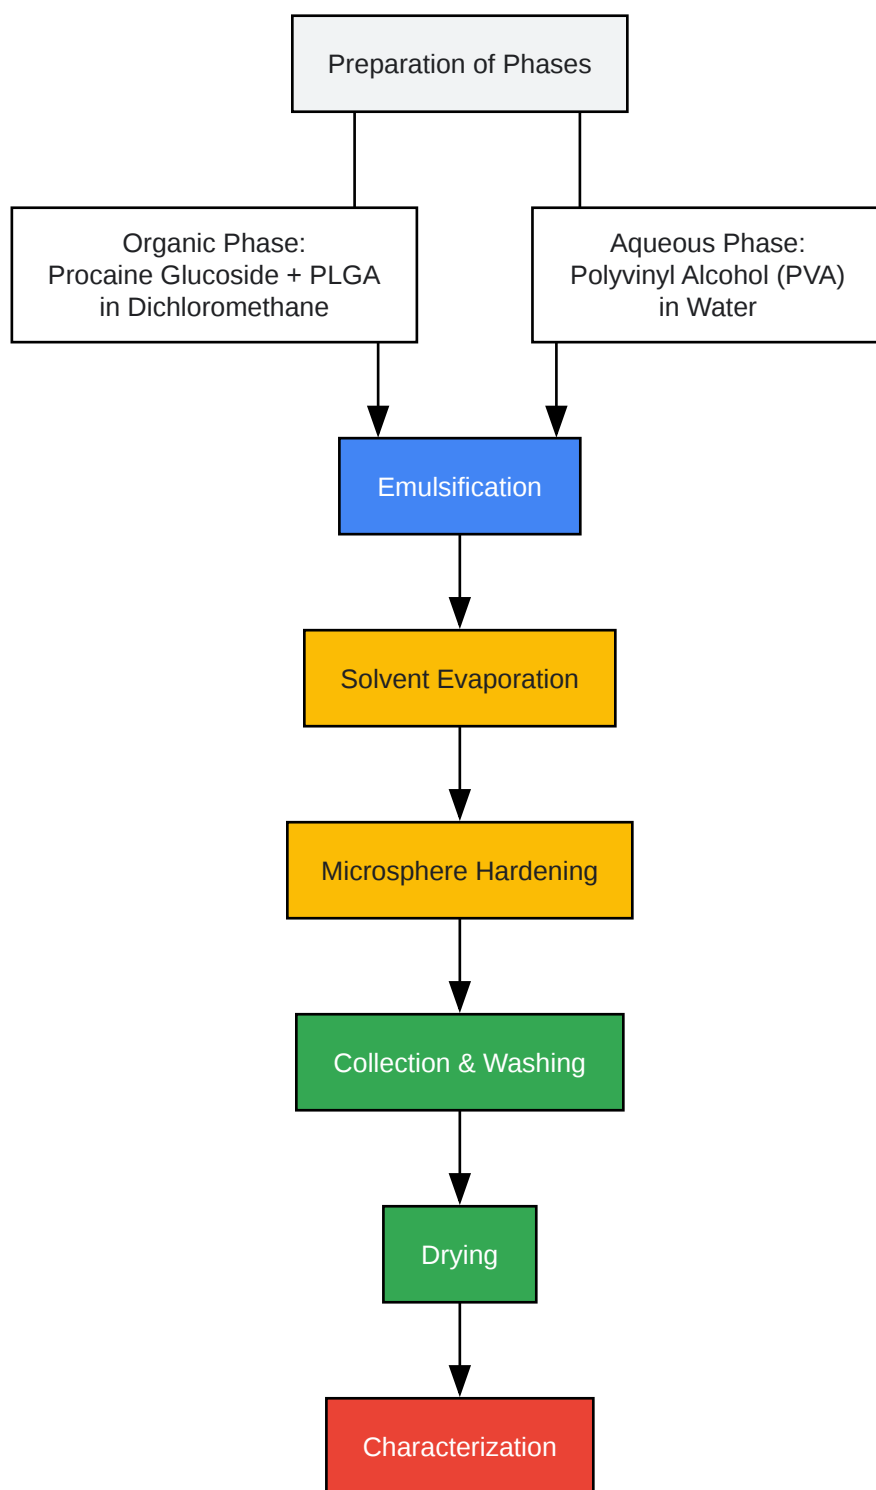 Preparation of Phases
Organic Phase:
Procaine Glucoside + PLGA
in Dichloromethane
Aqueous Phase:
Polyvinyl Alcohol (PVA)
in Water
Emulsification
Solvent Evaporation
Microsphere Hardening
Collection & Washing
Drying
Characterization